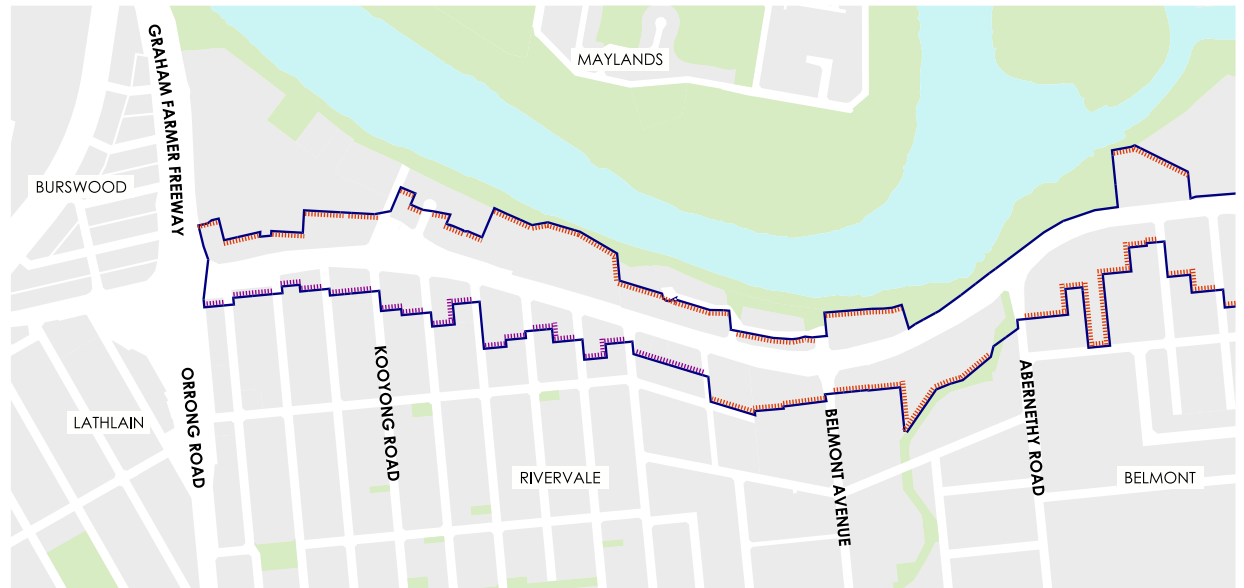 MAYLANDS
GRAHAM FARMER FREEWAY
BURSWOOD
ORRONG ROAD
KOOYONG ROAD
LATHLAIN
RIVERVALE
BELMONT AVENUE
ABERNETHY ROAD
BELMONT